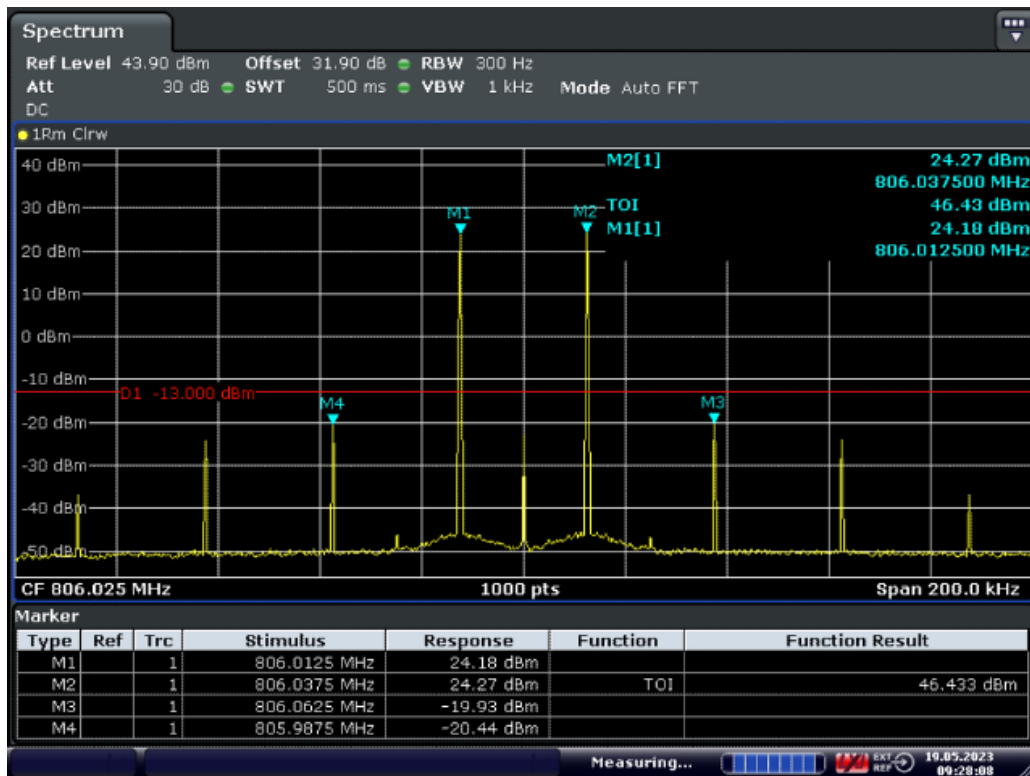 Spectrum
Ref Level 43.90 dBm Offset 31.90 dB RBW 300 Hz
Att 30 dB SWT 500 ms VBW 1 kHz Mode Auto FFT
DC
1Rm Clrw
40 dBm
M2[1] 24.27 dBm
806.037500 MHz
30 dBm
TOI 46.43 dBm
M1 M2
M1[1] 24.18 dBm
20 dBm
806.012500 MHz
10 dBm
0 dBm
-10 dBm
D1 -13.000 dBm
M4 M3
-20 dBm
-30 dBm
-40 dBm
-50 dBm
CF 806.025 MHz 1000 pts Span 200.0 kHz
Marker
Type Ref Trc Stimulus Response Function Function Result
M1 1 806.0125 MHz 24.18 dBm
M2 1 806.0375 MHz 24.27 dBm TOI 46.433 dBm
M3 1 806.0625 MHz -19.93 dBm
M4 1 805.9875 MHz -20.44 dBm
Measuring... EXT REF 19.05.2023
09:28:08